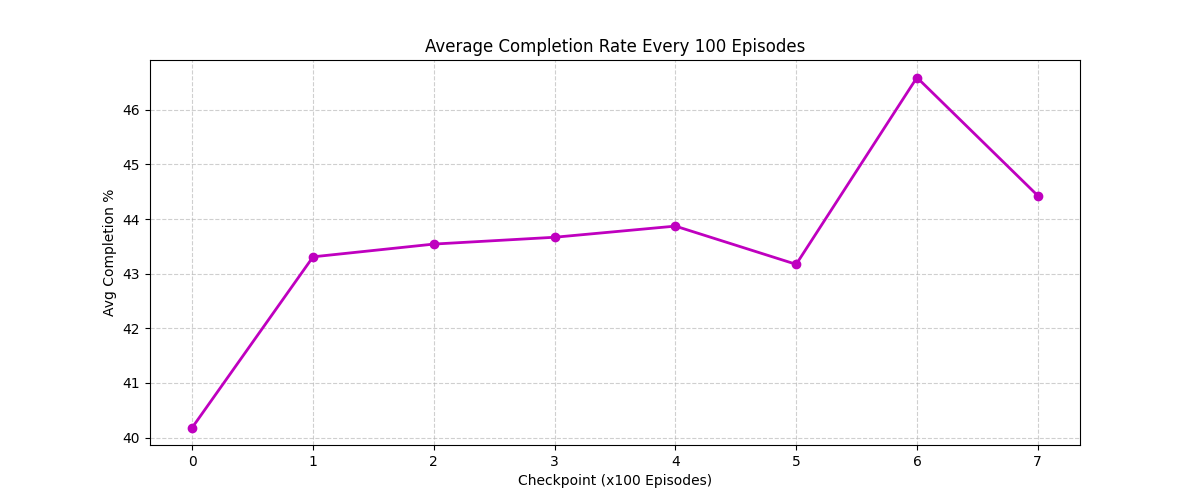 Average Completion Rate Every 100 Episodes
Avg Completion %
46
45
44
43
42
41
40
0 1 2 3 4 5 6 7
Checkpoint (x100 Episodes)